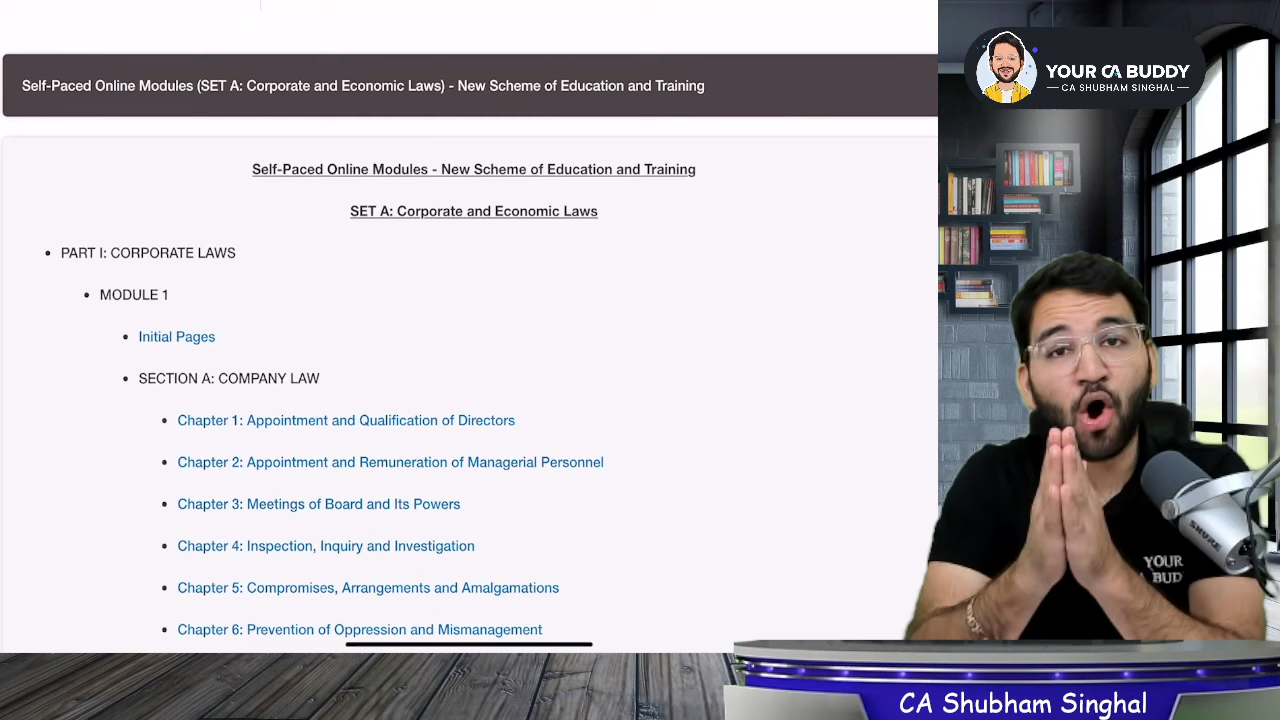 Self-Paced Online Modules (SET A: Corporate and Economic Laws) - New Scheme of Education and Training
Self-Paced Online Modules - New Scheme of Education and Training
SET A: Corporate and Economic Laws
PART I: CORPORATE LAWS
MODULE 1
Initial Pages
SECTION A: COMPANY LAW
Chapter 1: Appointment and Qualification of Directors
Chapter 2: Appointment and Remuneration of Managerial Personnel
Chapter 3: Meetings of Board and Its Powers
Chapter 4: Inspection, Inquiry and Investigation
Chapter 5: Compromises, Arrangements and Amalgamations
Chapter 6: Prevention of Oppression and Mismanagement
YOUR CA BUDDY
CA SHUBHAM SINGHAL
SHURE
YOUR
A BUD
CA Shubham Singhal